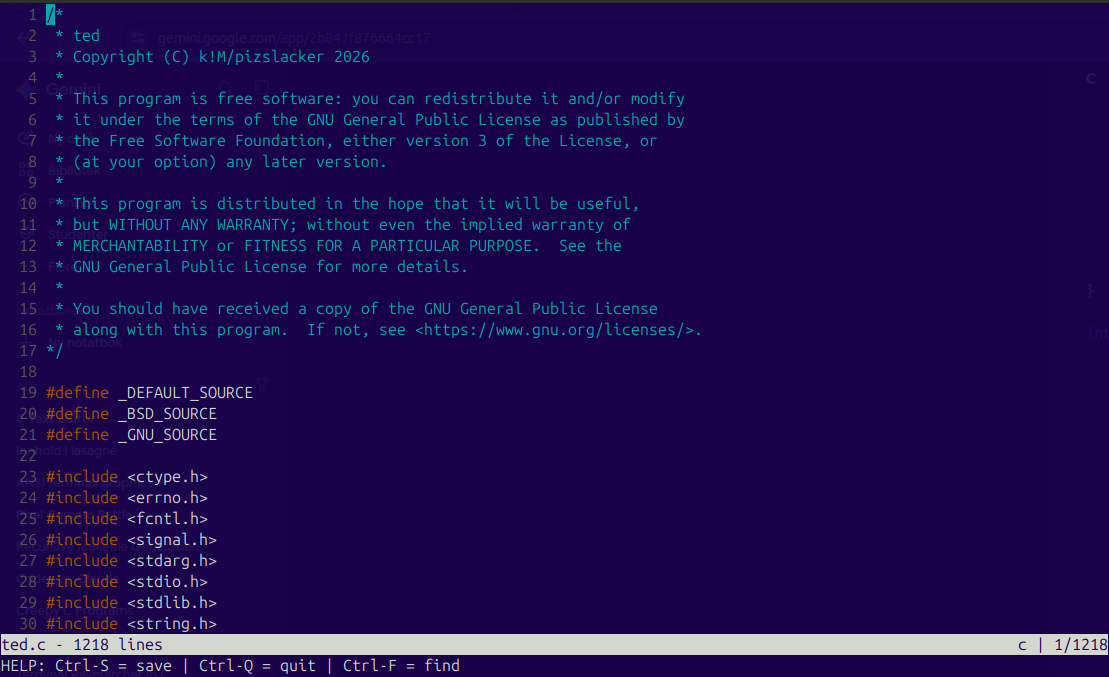 1 /*
2  * ted
3  * Copyright (C) k!M/pizslacker 2026
4  *
5  * This program is free software: you can redistribute it and/or modify
6  * it under the terms of the GNU General Public License as published by
7  * the Free Software Foundation, either version 3 of the License, or
8  * (at your option) any later version.
9  *
10  * This program is distributed in the hope that it will be useful,
11  * but WITHOUT ANY WARRANTY; without even the implied warranty of
12  * MERCHANTABILITY or FITNESS FOR A PARTICULAR PURPOSE.  See the
13  * GNU General Public License for more details.
14  *
15  * You should have received a copy of the GNU General Public License
16  * along with this program.  If not, see <https://www.gnu.org/licenses/>.
17 */
18
19 #define _DEFAULT_SOURCE
20 #define _BSD_SOURCE
21 #define _GNU_SOURCE
22
23 #include <ctype.h>
24 #include <errno.h>
25 #include <fcntl.h>
26 #include <signal.h>
27 #include <stdarg.h>
28 #include <stdio.h>
29 #include <stdlib.h>
30 #include <string.h>
ted.c - 1218 lines c | 1/1218
HELP: Ctrl-S = save | Ctrl-Q = quit | Ctrl-F = find